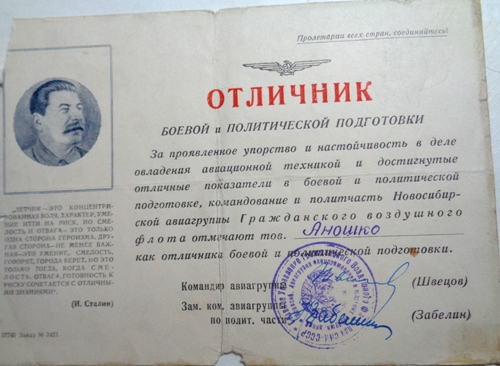 Пролетарии всех стран, соединяйтесь!
ОТЛИЧНИК
БОЕВОЙ и ПОЛИТИЧЕСКОЙ ПОДГОТОВКИ
За проявленное упорство и настойчивость в деле
овладения авиационной техникой и достигнутые
отличные показатели в боевой и политической
подготовке, командование и политчасть Новосибир-
ской авиагруппы Гражданского воздушного
флота отмечают тов. Аношко
как отличника боевой и политической подготовки.
Командир авиагруппы
(Швецов)
Зам. ком. авиагруппы
по полит. части
(Забелин)
„ЛЕТЧИК—ЭТО КОНЦЕНТРИ-
РОВАННАЯ ВОЛЯ, ХАРАКТЕР, УМЕ-
НИЕ ИТТИ НА РИСК. НО СМЕ-
ЛОСТЬ И ОТВАГА—ЭТО ТОЛЬКО
ОДНА СТОРОНА ГЕРОИЗМА. ДРУ-
ГАЯ СТОРОНА—НЕ МЕНЕЕ ВАЖ-
НАЯ—ЭТО УМЕНИЕ. СМЕЛОСТЬ,
ГОВОРЯТ, ГОРОДА БЕРЕТ, НО ЭТО
ТОЛЬКО ТОГДА, КОГДА СМЕ-
ЛОСТЬ, ОТВАГА, ГОТОВНОСТЬ К
РИСКУ СОЧЕТАЕТСЯ С ОТЛИЧНЫ-
МИ ЗНАНИЯМИ".
(И. Сталин)
Заказ №